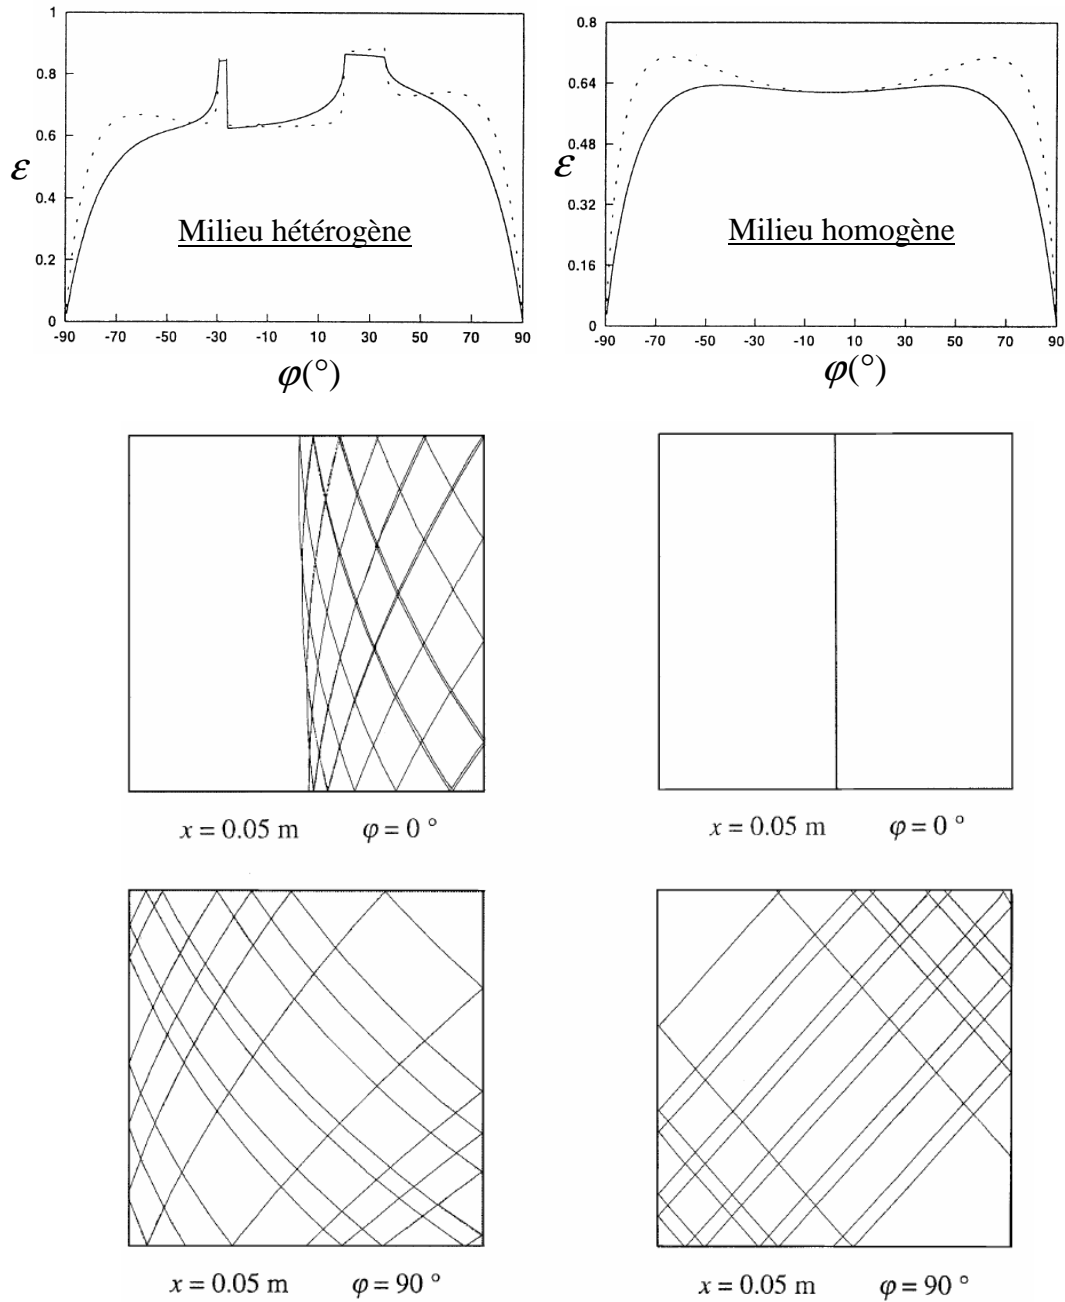 1
0.8
0.6
0.4
0.2
0
ε
Milieu hétérogène
-90 -70 -50 -30 -10 10 30 50 70 90
φ(°)
0.8
0.64
0.48
0.32
0.16
0
ε
Milieu homogène
-90 -70 -50 -30 -10 10 30 50 70 90
φ(°)
x = 0.05 m φ = 0 °
x = 0.05 m φ = 0 °
x = 0.05 m φ = 90 °
x = 0.05 m φ = 90 °